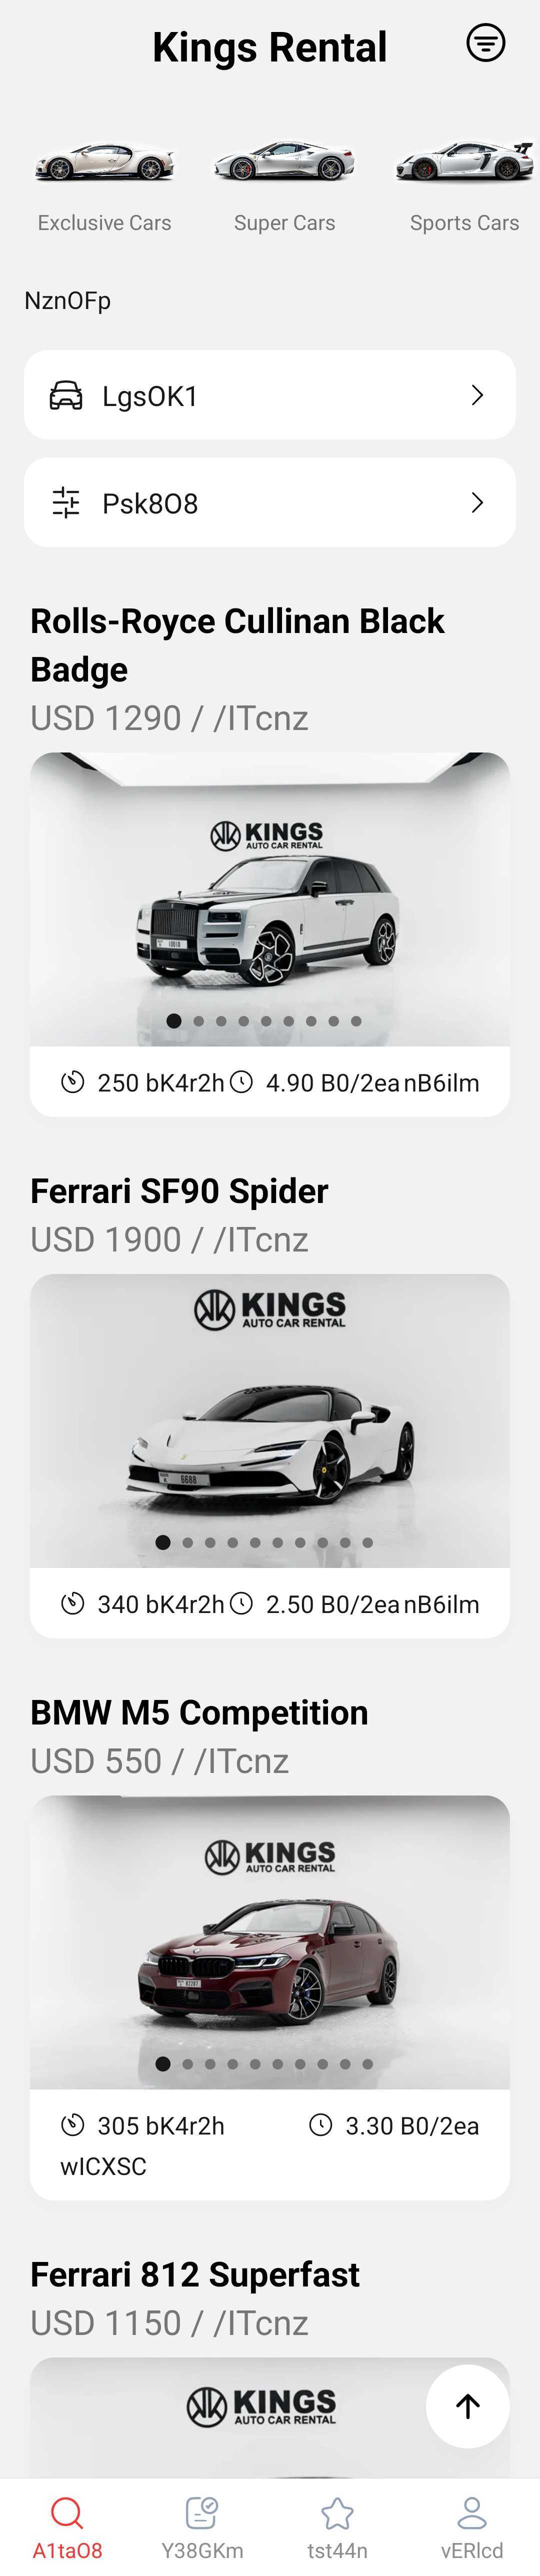 Kings Rental
Exclusive Cars
Super Cars
Sports Cars
NznOFp
LgsOK1
Psk8O8
Rolls-Royce Cullinan Black
Badge
USD 1290 / /ITcnz
KINGS
AUTO CAR RENTAL
250 bK4r2h 4.90 B0/2ea nB6ilm
Ferrari SF90 Spider
USD 1900 / /ITcnz
KINGS
AUTO CAR RENTAL
6688
340 bK4r2h 2.50 B0/2ea nB6ilm
BMW M5 Competition
USD 550 / /ITcnz
KINGS
AUTO CAR RENTAL
305 bK4r2h 3.30 B0/2ea
wICXSC
Ferrari 812 Superfast
USD 1150 / /ITcnz
KINGS
AUTO CAR RENTAL
A1taO8
Y38GKm
tst44n
vERlcd